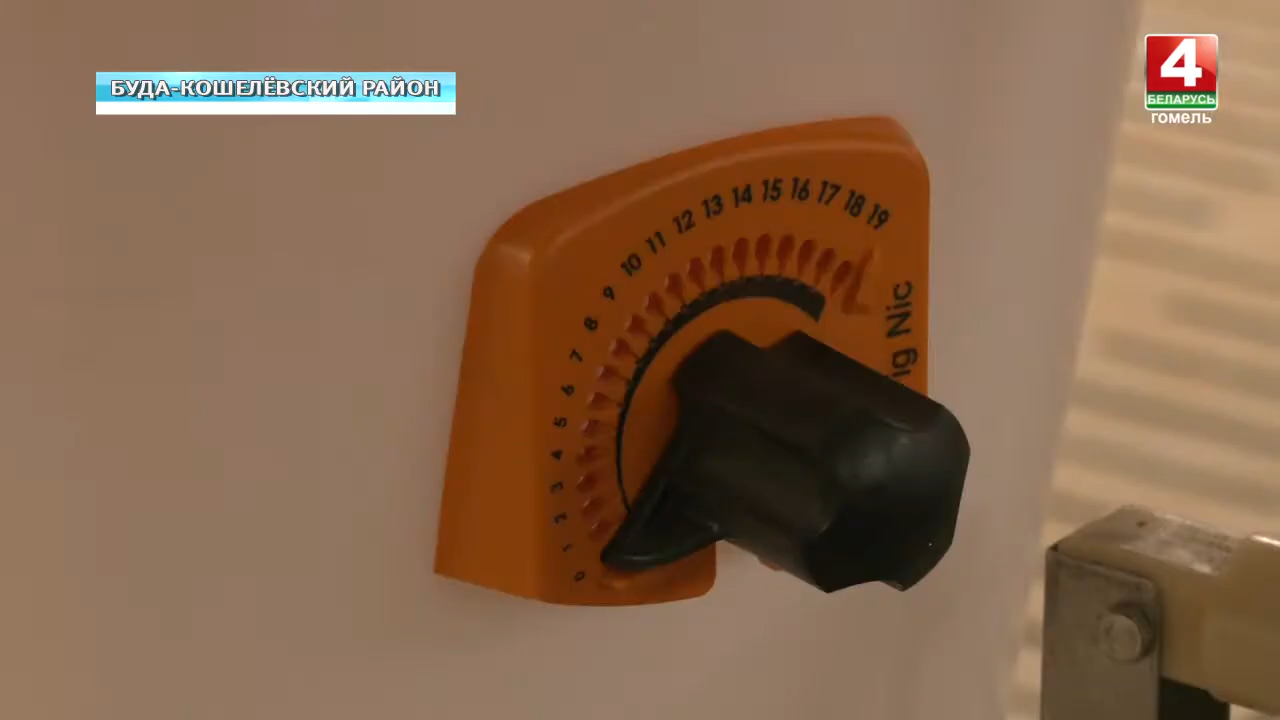 БУДА-КОШЕЛЁВСКИЙ РАЙОН
4
БЕЛАРУСЬ
гомель
0 1 2 3 4 5 6 7 8 9 10 11 12 13 14 15 16 17 18 19
Nic